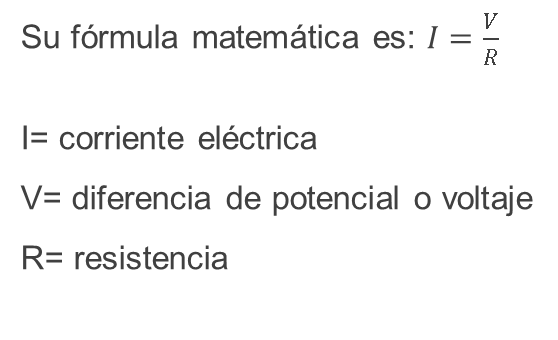 Su fórmula matemática es: I = V/R
I= corriente eléctrica
V= diferencia de potencial o voltaje
R= resistencia